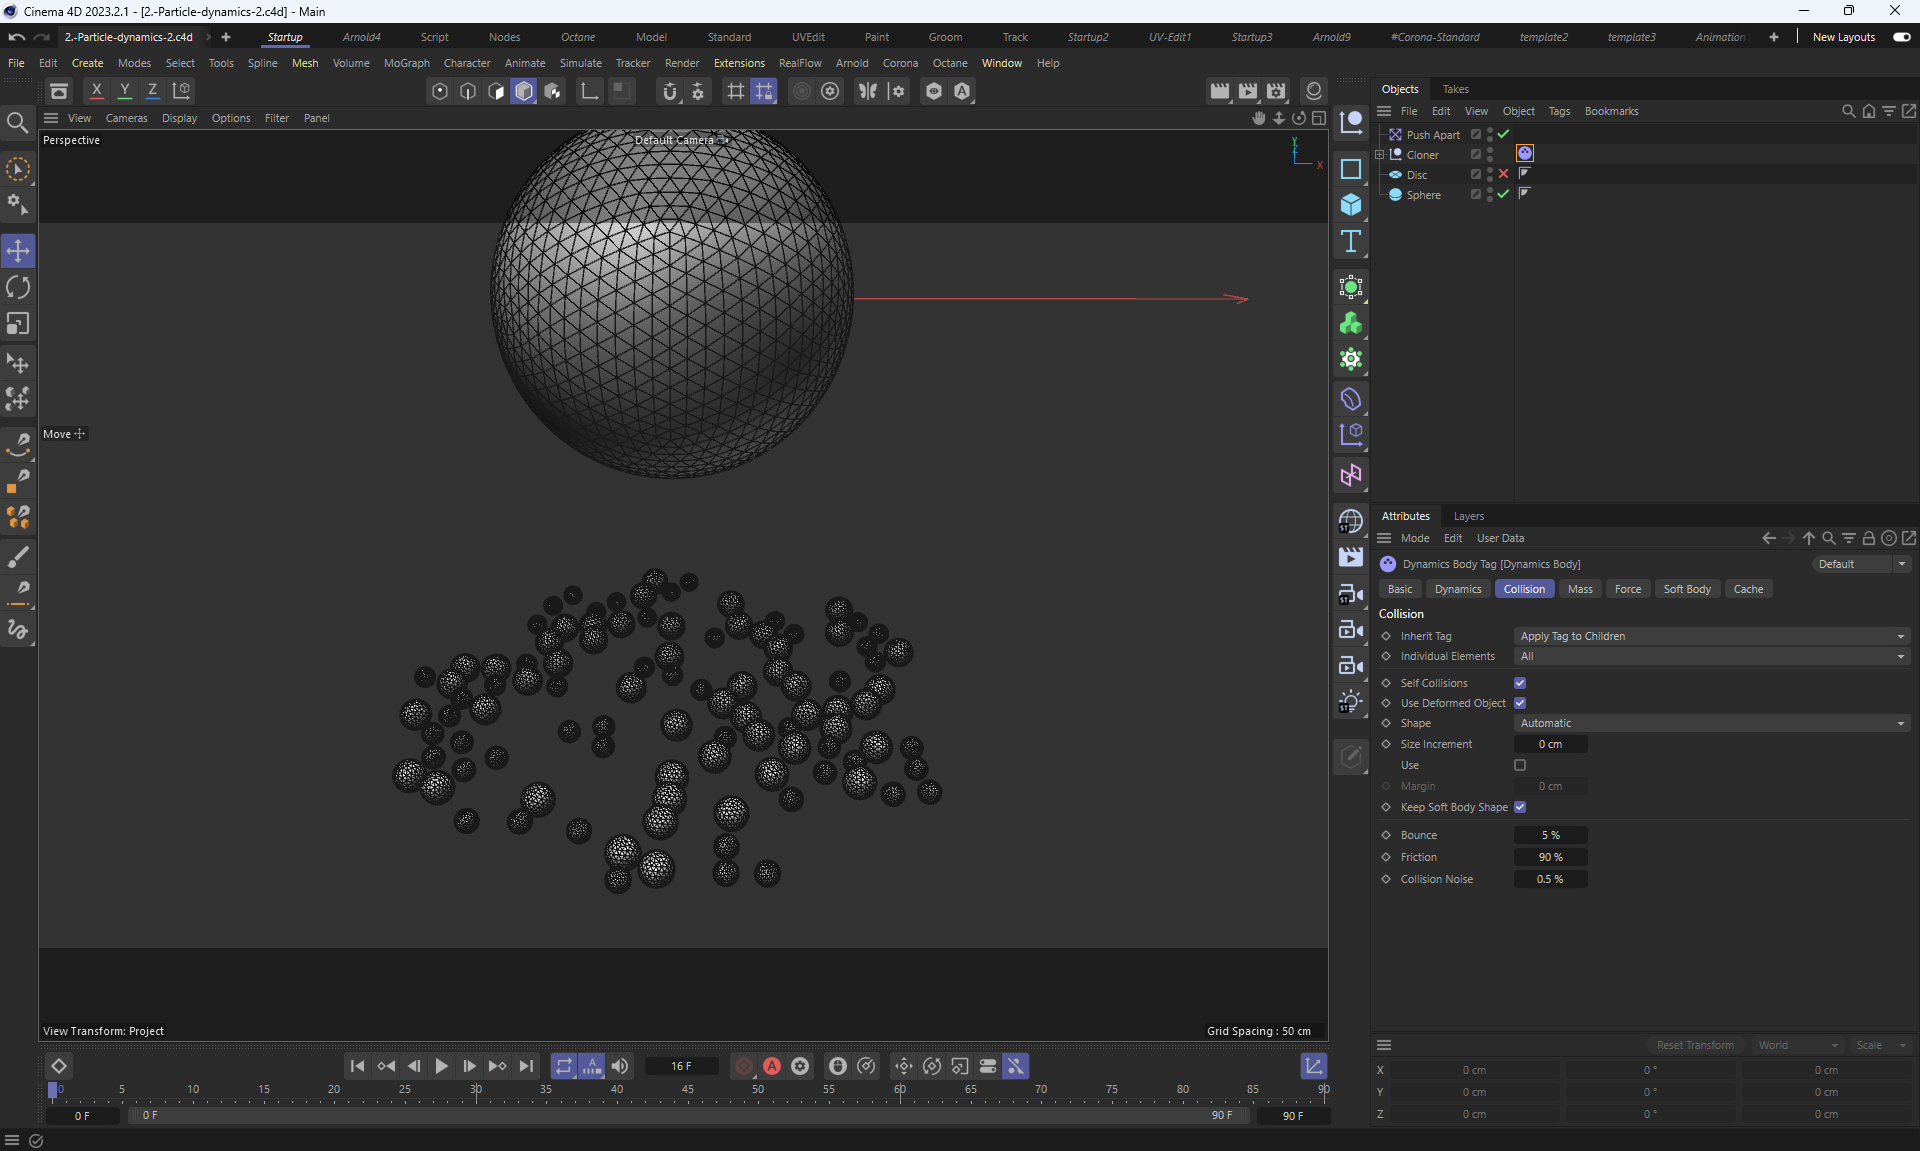 Cinema 4D 2023.2.1 - [2.-Particle-dynamics-2.c4d] - Main
2.-Particle-dynamics-2.c4d Startup Arnold4 Script Nodes Octane Model Standard UVEdit Paint Groom Track Startup2 UV-Edit1 Startup3 Arnold9 #Corona-Standard template2 template3 Animation New Layouts
File Edit Create Modes Select Tools Spline Mesh Volume MoGraph Character Animate Simulate Tracker Render Extensions RealFlow Arnold Corona Octane Window Help
X Y Z
Objects Takes
File Edit View Object Tags Bookmarks
View Cameras Display Options Filter Panel
Perspective
Default Camera
Y
Z
X
Push Apart
Cloner
Disc
Sphere
Move
Attributes Layers
Mode Edit User Data
Dynamics Body Tag [Dynamics Body]
Default
Basic Dynamics Collision Mass Force Soft Body Cache
Collision
Inherit Tag Apply Tag to Children
Individual Elements All
Self Collisions
Use Deformed Object
Shape Automatic
Size Increment 0 cm
Use
Margin 0 cm
Keep Soft Body Shape
Bounce 5 %
Friction 90 %
Collision Noise 0.5 %
ST
ST
ST
View Transform: Project
Grid Spacing : 50 cm
Reset Transform World Scale
X 0 cm 0 ° 0 cm
Y 0 cm 0 ° 0 cm
Z 0 cm 0 ° 0 cm
16 F
0 5 10 15 20 25 30 35 40 45 50 55 60 65 70 75 80 85 90
0 F 0 F 90 F 90 F